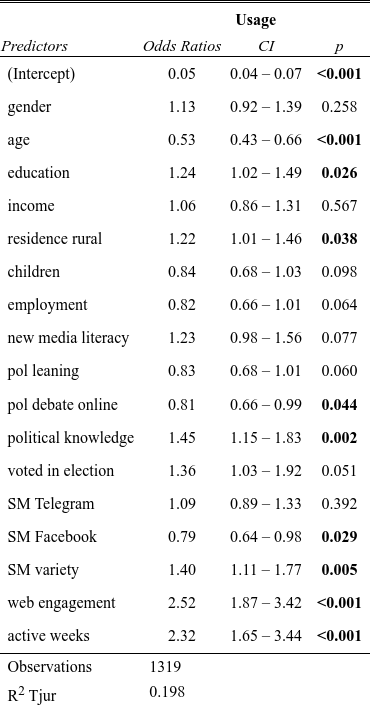 Usage
Predictors Odds Ratios CI p
(Intercept) 0.05 0.04 – 0.07 <0.001
gender 1.13 0.92 – 1.39 0.258
age 0.53 0.43 – 0.66 <0.001
education 1.24 1.02 – 1.49 0.026
income 1.06 0.86 – 1.31 0.567
residence rural 1.22 1.01 – 1.46 0.038
children 0.84 0.68 – 1.03 0.098
employment 0.82 0.66 – 1.01 0.064
new media literacy 1.23 0.98 – 1.56 0.077
pol leaning 0.83 0.68 – 1.01 0.060
pol debate online 0.81 0.66 – 0.99 0.044
political knowledge 1.45 1.15 – 1.83 0.002
voted in election 1.36 1.03 – 1.92 0.051
SM Telegram 1.09 0.89 – 1.33 0.392
SM Facebook 0.79 0.64 – 0.98 0.029
SM variety 1.40 1.11 – 1.77 0.005
web engagement 2.52 1.87 – 3.42 <0.001
active weeks 2.32 1.65 – 3.44 <0.001
Observations 1319
R2 Tjur 0.198